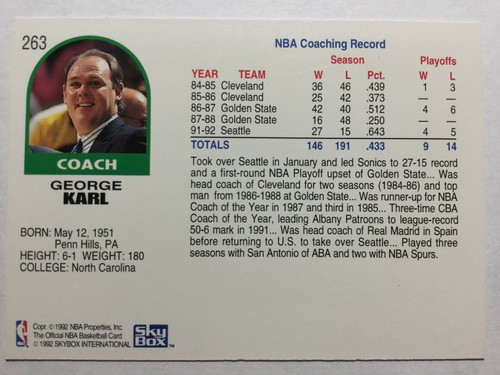 263
COACH
GEORGE
KARL
BORN: May 12, 1951
Penn Hills, PA
HEIGHT: 6-1 WEIGHT: 180
COLLEGE: North Carolina
NBA Coaching Record
Season Playoffs
YEAR TEAM W L Pct. W L
84-85 Cleveland 36 46 .439 1 3
85-86 Cleveland 25 42 .373 — —
86-87 Golden State 42 40 .512 4 6
87-88 Golden State 16 48 .250 — —
91-92 Seattle 27 15 .643 4 5
TOTALS 146 191 .433 9 14
Took over Seattle in January and led Sonics to 27-15 record
and a first-round NBA Playoff upset of Golden State... Was
head coach of Cleveland for two seasons (1984-86) and top
man from 1986-1988 at Golden State... Was runner-up for NBA
Coach of the Year in 1987 and third in 1985... Three-time CBA
Coach of the Year, leading Albany Patroons to league-record
50-6 mark in 1991... Was head coach of Real Madrid in Spain
before returning to U.S. to take over Seattle... Played three
seasons with San Antonio of ABA and two with NBA Spurs.
Copr. © 1992 NBA Properties, Inc.
The Official NBA Basketball Card
© 1992 SKYBOX INTERNATIONAL
SkyBox™